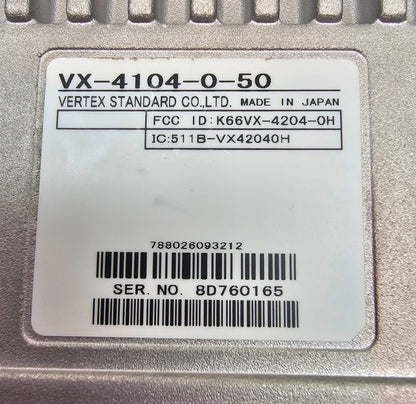 VX-4104-0-50
VERTEX STANDARD CO.,LTD. MADE IN JAPAN
FCC ID:K66VX-4204-0H
IC:511B-VX42040H
788026093212
SER. NO. 8D760165